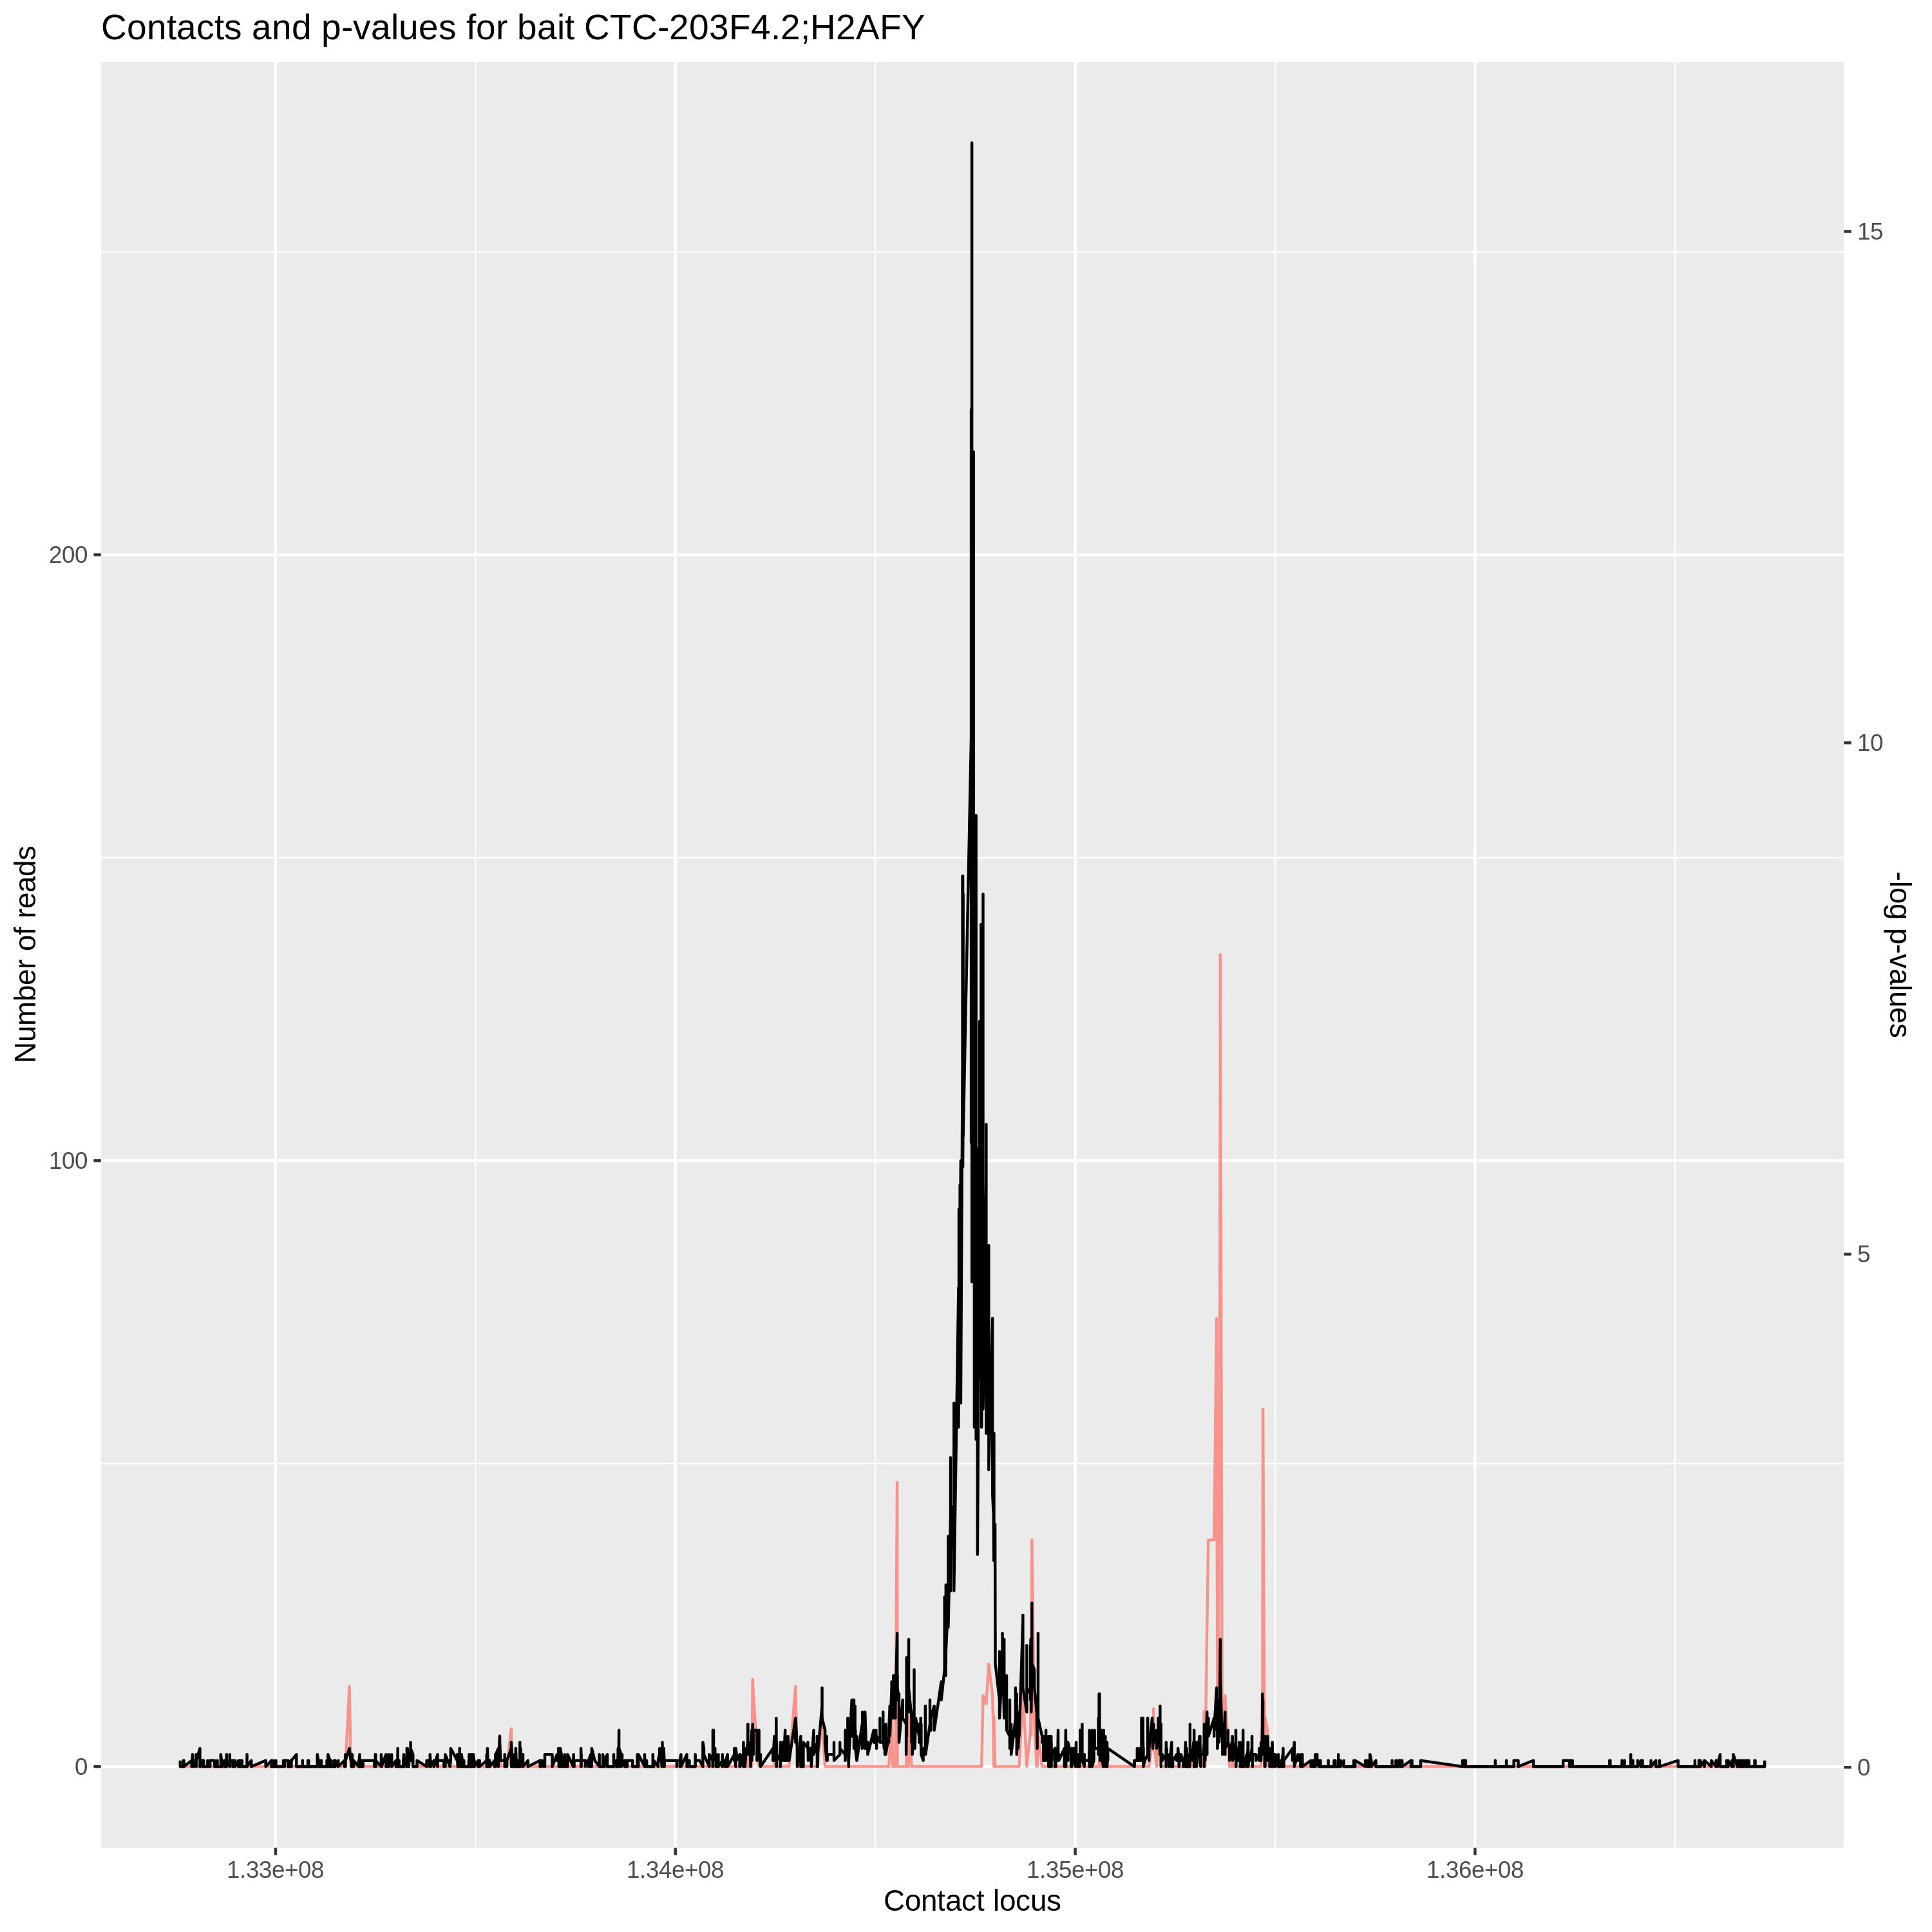 Contacts and p-values for bait CTC-203F4.2;H2AFY
Number of reads
200
100
0
15
10
5
0
-log p-values
1.33e+08
1.34e+08
1.35e+08
1.36e+08
Contact locus